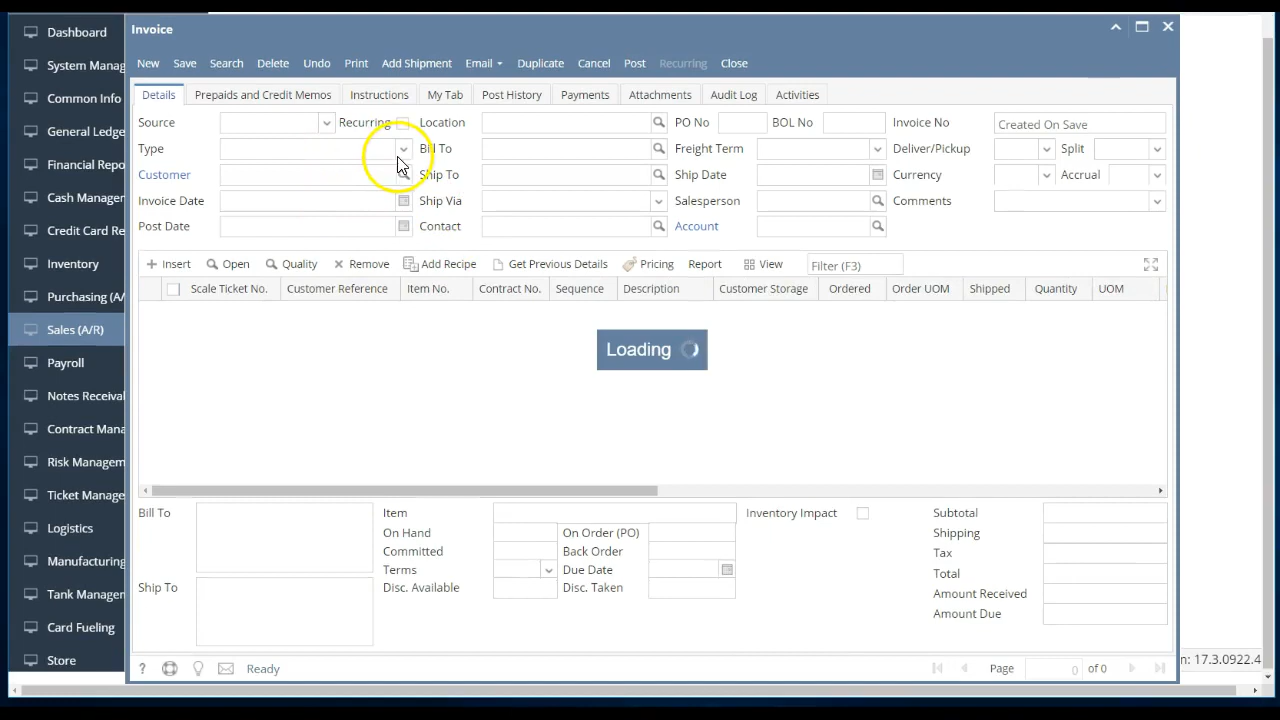 Dashboard
System Manag
Common Info
General Ledge
Financial Repo
Cash Manager
Credit Card Re
Inventory
Purchasing (A/
Sales (A/R)
Payroll
Notes Receival
Contract Mana
Risk Managem
Ticket Manage
Logistics
Manufacturing
Tank Managen
Card Fueling
Store
Invoice
New Save Search Delete Undo Print Add Shipment Email Duplicate Cancel Post Recurring Close
Details Prepaids and Credit Memos Instructions My Tab Post History Payments Attachments Audit Log Activities
Source Recurring Location PO No BOL No Invoice No Created On Save
Type Bill To Freight Term Deliver/Pickup Split
Customer Ship To Ship Date Currency Accrual
Invoice Date Ship Via Salesperson Comments
Post Date Contact Account
Insert Open Quality Remove Add Recipe Get Previous Details Pricing Report View Filter (F3)
Scale Ticket No. Customer Reference Item No. Contract No. Sequence Description Customer Storage Ordered Order UOM Shipped Quantity UOM
Loading
Bill To Item Inventory Impact Subtotal
On Hand On Order (PO) Shipping
Committed Back Order Tax
Terms Due Date Total
Ship To Disc. Available Disc. Taken Amount Received
Amount Due
? Ready Page 0 of 0
n: 17.3.0922.4